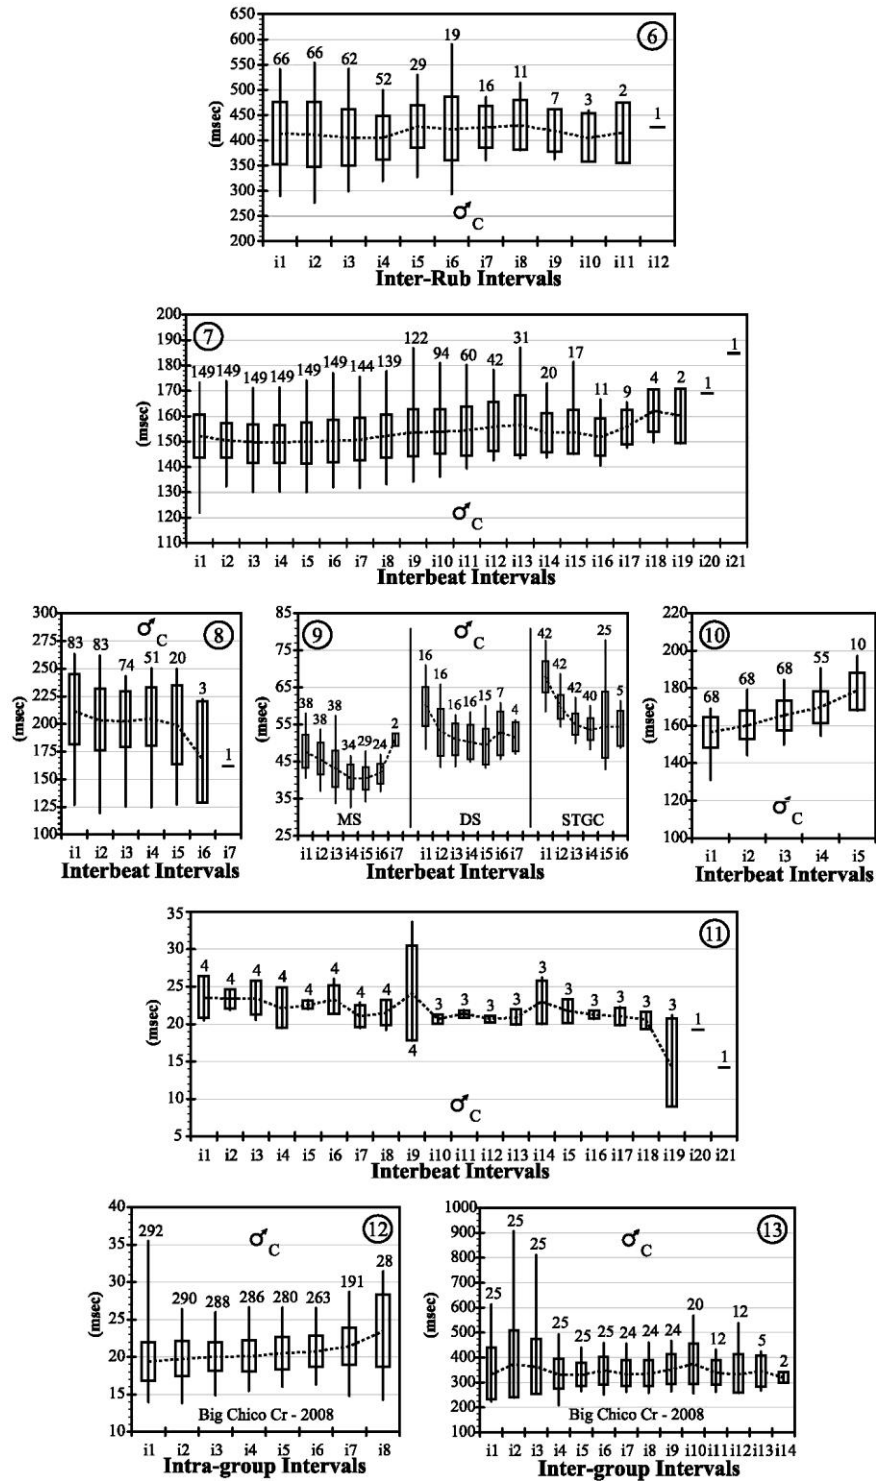 650
600
550
500
450
400
350
300
250
200
(msec)
66 66 62 52 29 19 16 11 7 3 2 1
6
♂C
i1 i2 i3 i4 i5 i6 i7 i8 i9 i10 i11 i12
Inter-Rub Intervals
200
190
180
170
160
150
140
130
120
110
(msec)
7
149 149 149 149 149 149 144 139 122 94 60 42 31 20 17 11 9 4 2 1 1
♂C
i1 i2 i3 i4 i5 i6 i7 i8 i9 i10 i11 i12 i13 i14 i15 i16 i17 i18 i19 i20 i21
Interbeat Intervals
300
275
250
225
200
175
150
125
100
(msec)
83 83 74 51 20 3 1
♂C
8
i1 i2 i3 i4 i5 i6 i7
Interbeat Intervals
85
75
65
55
45
35
25
(msec)
9
♂C
38 38 38 34 29 24 2
16 16 16 16 15 7 4
42 42 42 40 25 5
MS DS STGC
i1 i2 i3 i4 i5 i6 i7 i1 i2 i3 i4 i5 i6 i7 i1 i2 i3 i4 i5 i6
Interbeat Intervals
220
200
180
160
140
120
100
(msec)
10
68 68 68 55 10
♂C
i1 i2 i3 i4 i5
Interbeat Intervals
35
30
25
20
15
10
5
(msec)
11
4 4 4 4 4 4 4 4 4 3 3 3 3 3 3 3 3 3 3 1 1
♂C
i1 i2 i3 i4 i5 i6 i7 i8 i9 i10 i11 i12 i13 i14 i5 i16 i17 i18 i19 i20 i21
Interbeat Intervals
40
35
30
25
20
15
10
(msec)
♂C
12
292 290 288 286 280 263 191 28
Big Chico Cr - 2008
i1 i2 i3 i4 i5 i6 i7 i8
Intra-group Intervals
1000
900
800
700
600
500
400
300
200
100
(msec)
♂C
13
25 25 25 25 25 25 24 24 24 20 12 12 5 2
Big Chico Cr - 2008
i1 i2 i3 i4 i5 i6 i7 i8 i9 i10 i11 i12 i13 i14
Inter-group Intervals